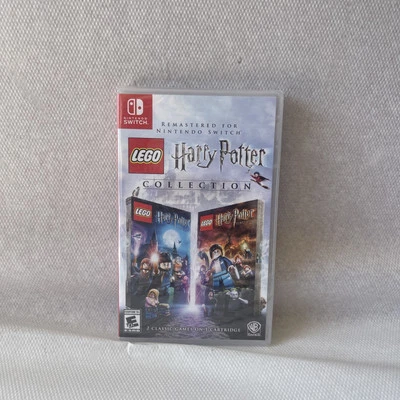 NINTENDO
SWITCH
REMASTERED FOR
NINTENDO SWITCH
LEGO
Harry Potter
COLLECTION
LEGO Harry Potter
LEGO Harry Potter
E
2 CLASSIC GAMES ON 1 CARTRIDGE
WB